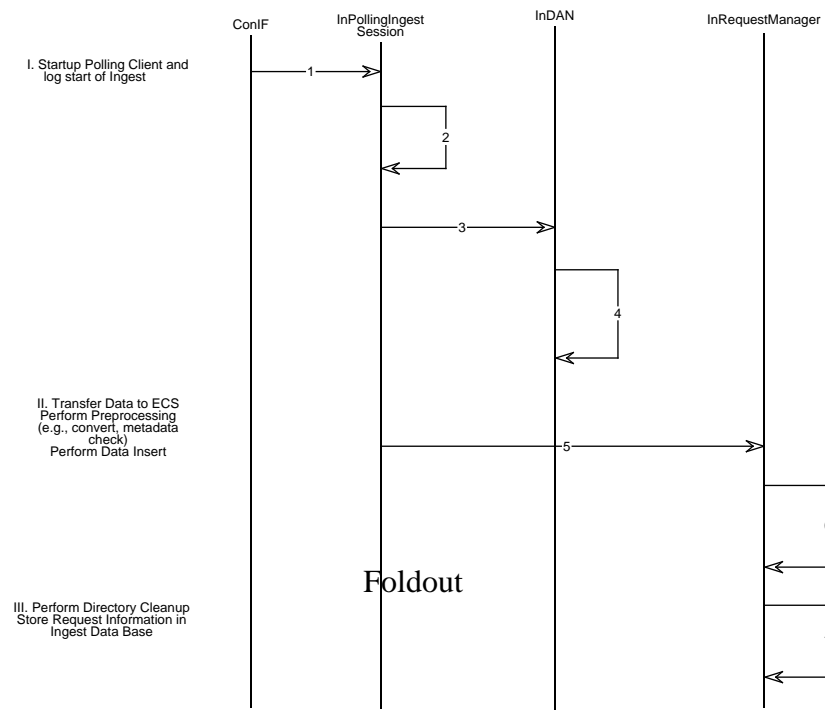 ConIF
InPollingIngest
Session
InDAN
InRequestManager
I. Startup Polling Client and
log start of Ingest
1
2
3
4
II. Transfer Data to ECS
Perform Preprocessing
(e.g., convert, metadata
check)
Perform Data Insert
5
Foldout
III. Perform Directory Cleanup
Store Request Information in
Ingest Data Base